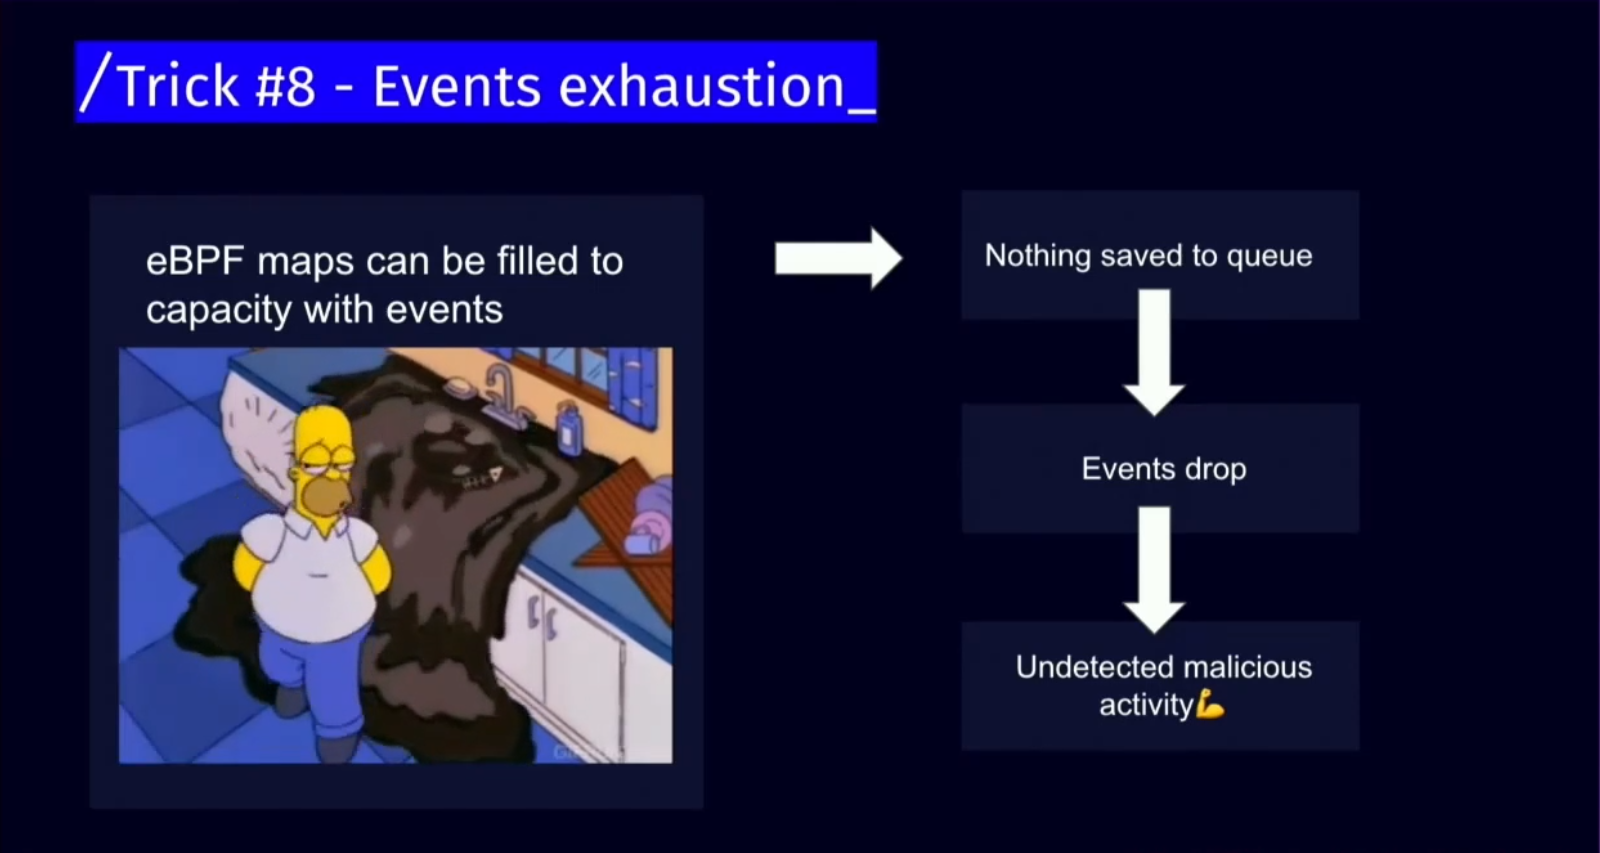 /Trick #8 - Events exhaustion_
eBPF maps can be filled to
capacity with events
Nothing saved to queue
Events drop
Undetected malicious
activity💪